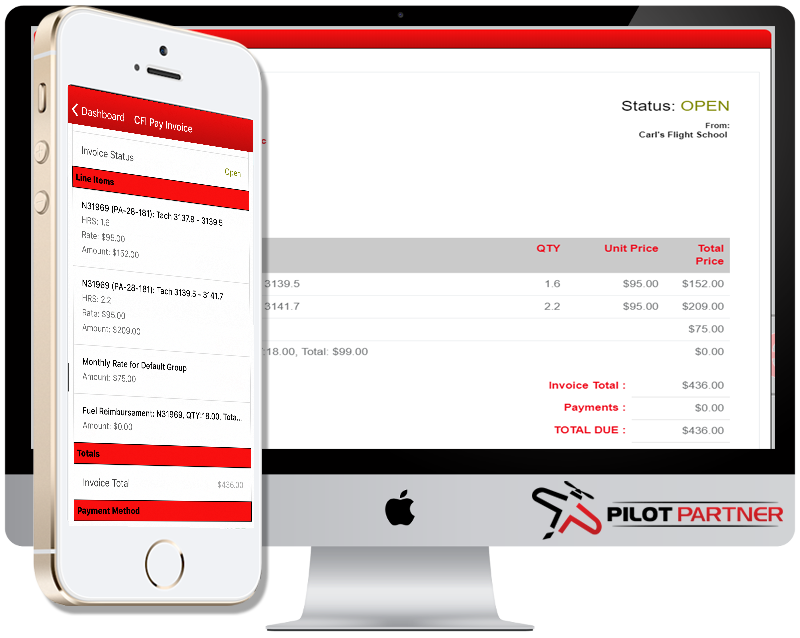 Dashboard CFI Pay Invoice
Invoice Status
Open
Line Items
N31969 (PA-28-181): Tach 3137.9 - 3139.5
HRS: 1.6
Rate: $95.00
Amount: $152.00
N31969 (PA-28-181): Tach 3139.5 - 3141.7
HRS: 2.2
Rate: $95.00
Amount: $209.00
Monthly Rate for Default Group
Amount: $75.00
Fuel Reimbursement: N31969, QTY:18.00, Tota...
Amount: $0.00
Totals
Invoice Total $436.00
Payment Method
Status: OPEN
From:
Carl's Flight School
QTY Unit Price Total
Price
3139.5 1.6 $95.00 $152.00
3141.7 2.2 $95.00 $209.00
$75.00
:18.00, Total: $99.00 $0.00
Invoice Total : $436.00
Payments : $0.00
TOTAL DUE : $436.00
PILOT PARTNER